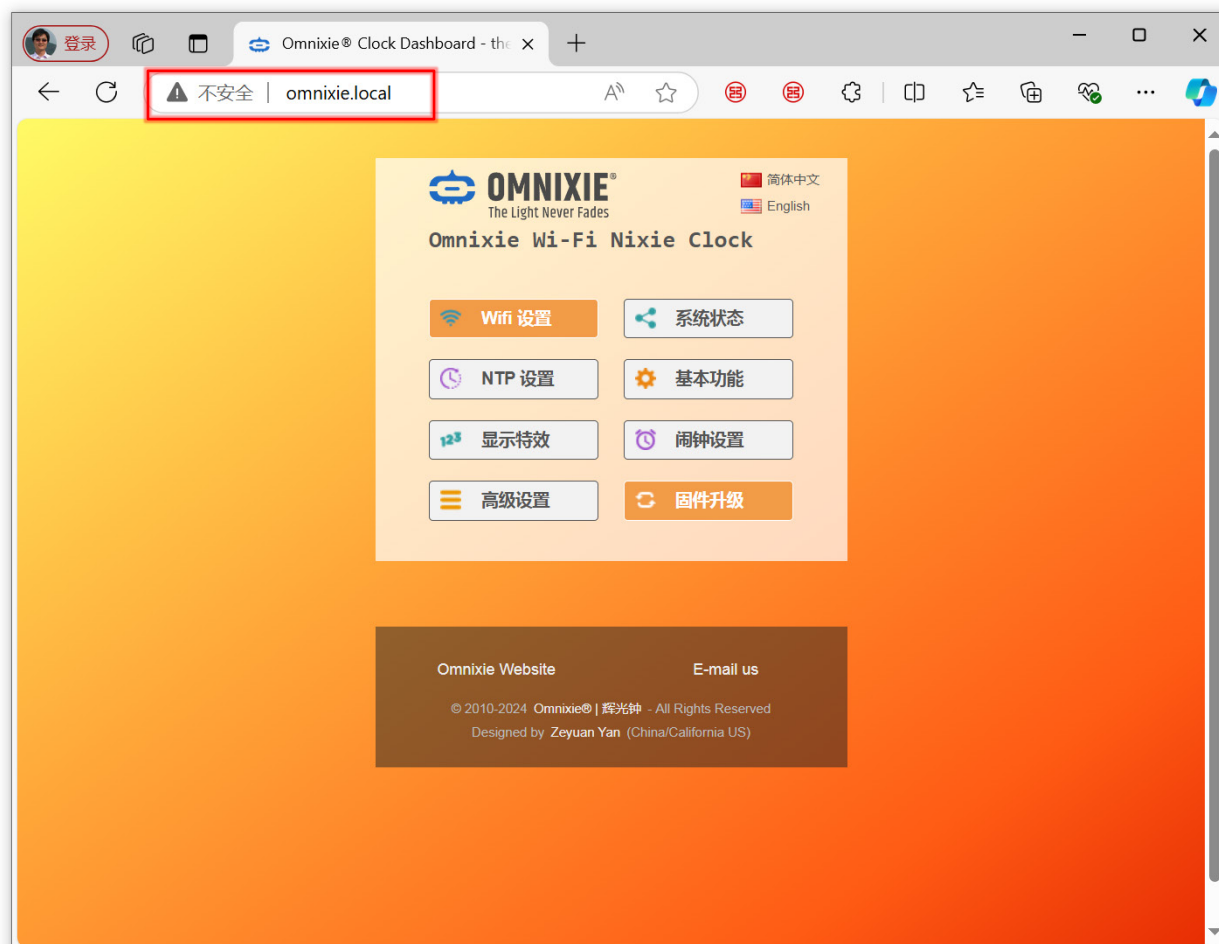 登录
Omnixie® Clock Dashboard - the
不安全 | omnixie.local
OMNIXIE®
The Light Never Fades
简体中文
English
Omnixie Wi-Fi Nixie Clock
Wifi 设置
系统状态
NTP 设置
基本功能
123 显示特效
闹钟设置
高级设置
固件升级
Omnixie Website
E-mail us
© 2010-2024 Omnixie® | 辉光钟 - All Rights Reserved
Designed by Zeyuan Yan (China/California US)